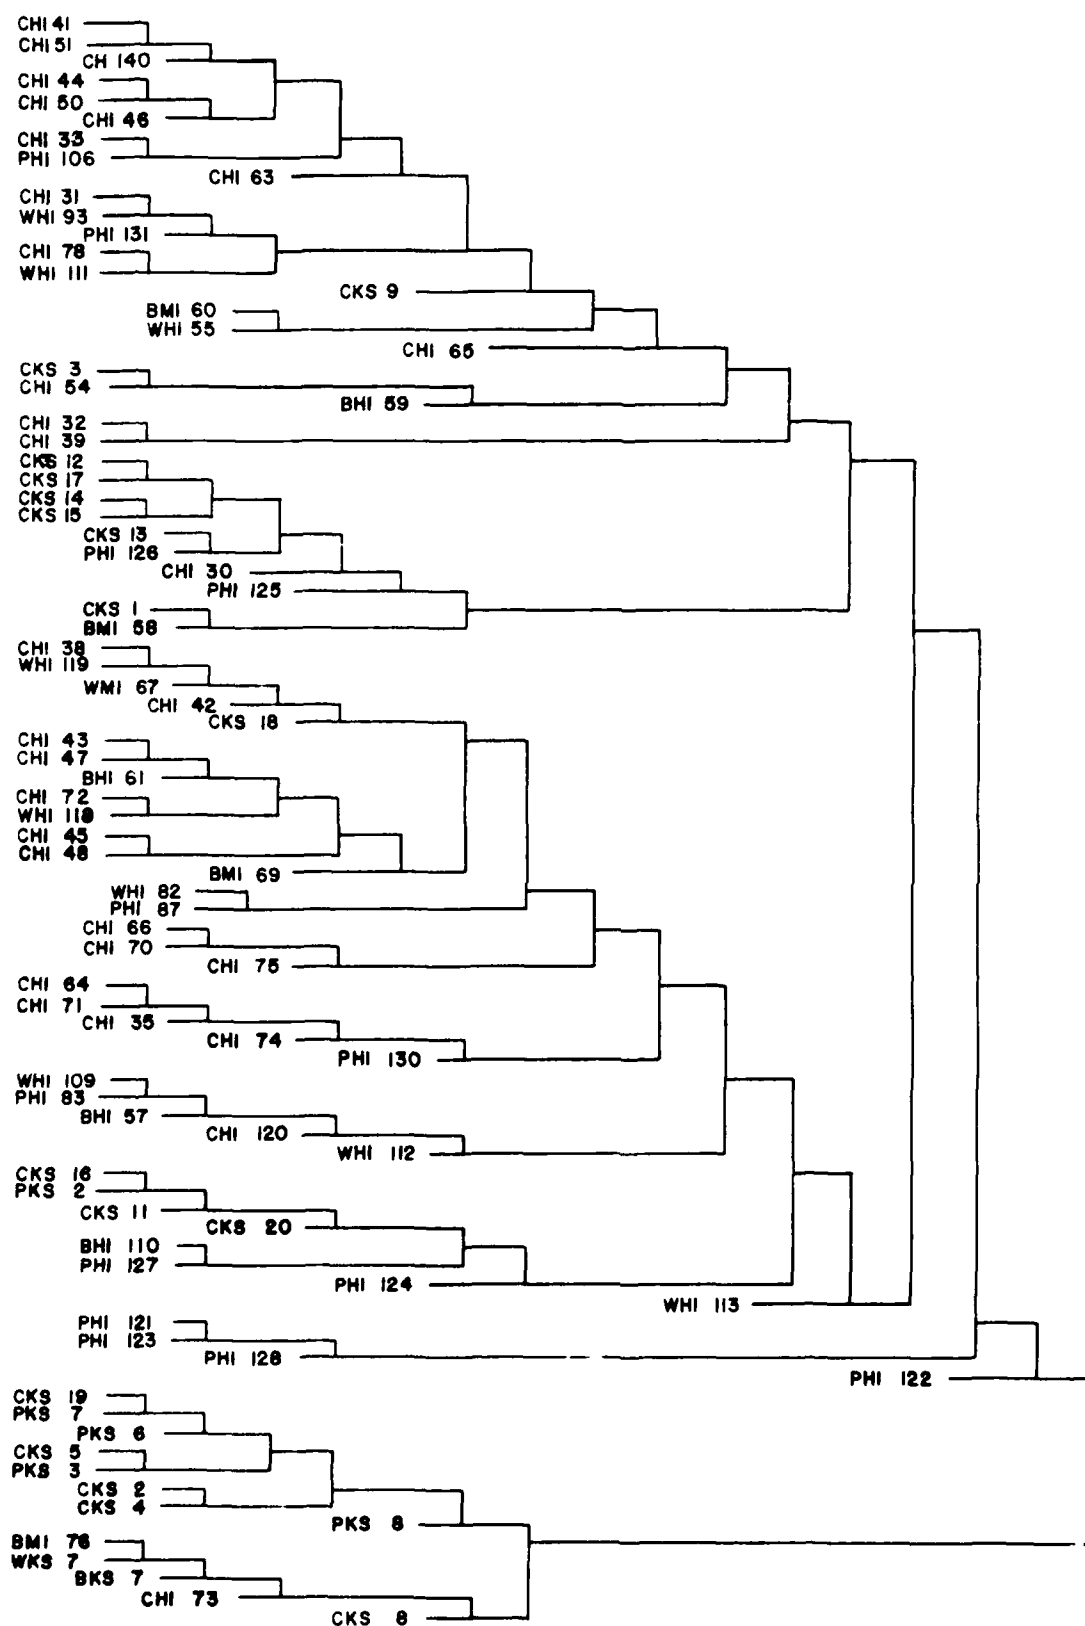 CHI 41
CHI 51
CH 140
CHI 44
CHI 50
CHI 46
CHI 33
PHI 106
CHI 63
CHI 31
WHI 93
PHI 131
CHI 78
WHI 111
CKS 9
BMI 60
WHI 55
CHI 65
CKS 3
CHI 54
BHI 59
CHI 32
CHI 39
CKS 12
CKS 17
CKS 14
CKS 15
CKS 13
PHI 126
CHI 30
PHI 125
CKS 1
BMI 58
CHI 38
WHI 119
WMI 67
CHI 42
CKS 18
CHI 43
CHI 47
BHI 61
CHI 72
WHI 118
CHI 45
CHI 48
BMI 69
WHI 82
PHI 87
CHI 66
CHI 70
CHI 75
CHI 64
CHI 71
CHI 35
CHI 74
PHI 130
WHI 109
PHI 83
BHI 57
CHI 120
WHI 112
CKS 16
PKS 2
CKS 11
CKS 20
BHI 110
PHI 127
PHI 124
WHI 113
PHI 121
PHI 123
PHI 128
PHI 122
CKS 19
PKS 7
PKS 6
CKS 5
PKS 3
CKS 2
CKS 4
PKS 8
BMI 76
WKS 7
BKS 7
CHI 73
CKS 8